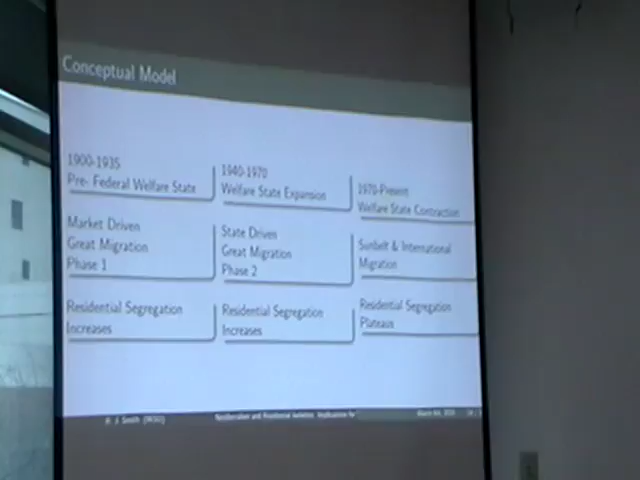 Conceptual Model
1900-1935
Pre- Federal Welfare State
1940-1970
Welfare State Expansion
1970-Present
Welfare State Contraction
Market Driven
Great Migration
Phase 1
State Driven
Great Migration
Phase 2
Sunbelt & International
Migration
Residential Segregation
Increases
Residential Segregation
Increases
Residential Segregation
Plateaus